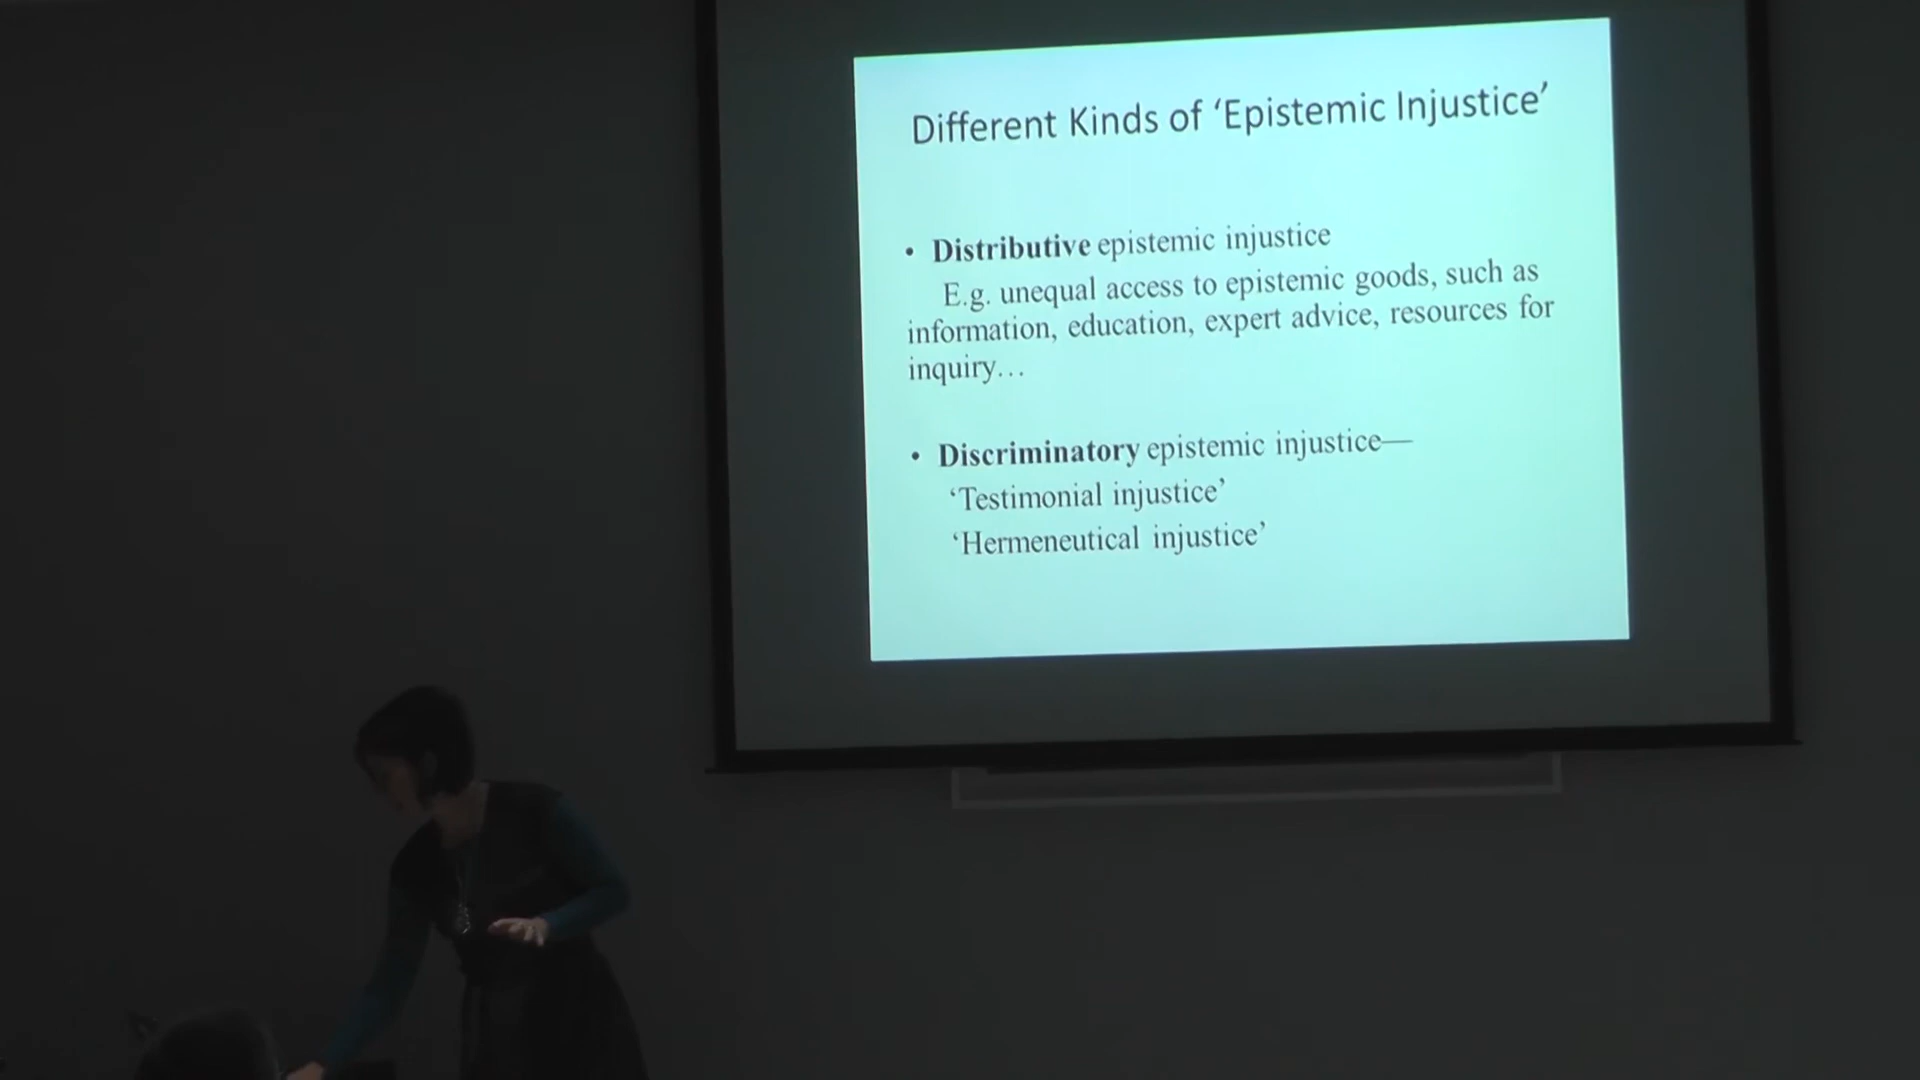 Different Kinds of ‘Epistemic Injustice’
• Distributive epistemic injustice
E.g. unequal access to epistemic goods, such as
information, education, expert advice, resources for
inquiry…
• Discriminatory epistemic injustice—
‘Testimonial injustice’
‘Hermeneutical injustice’